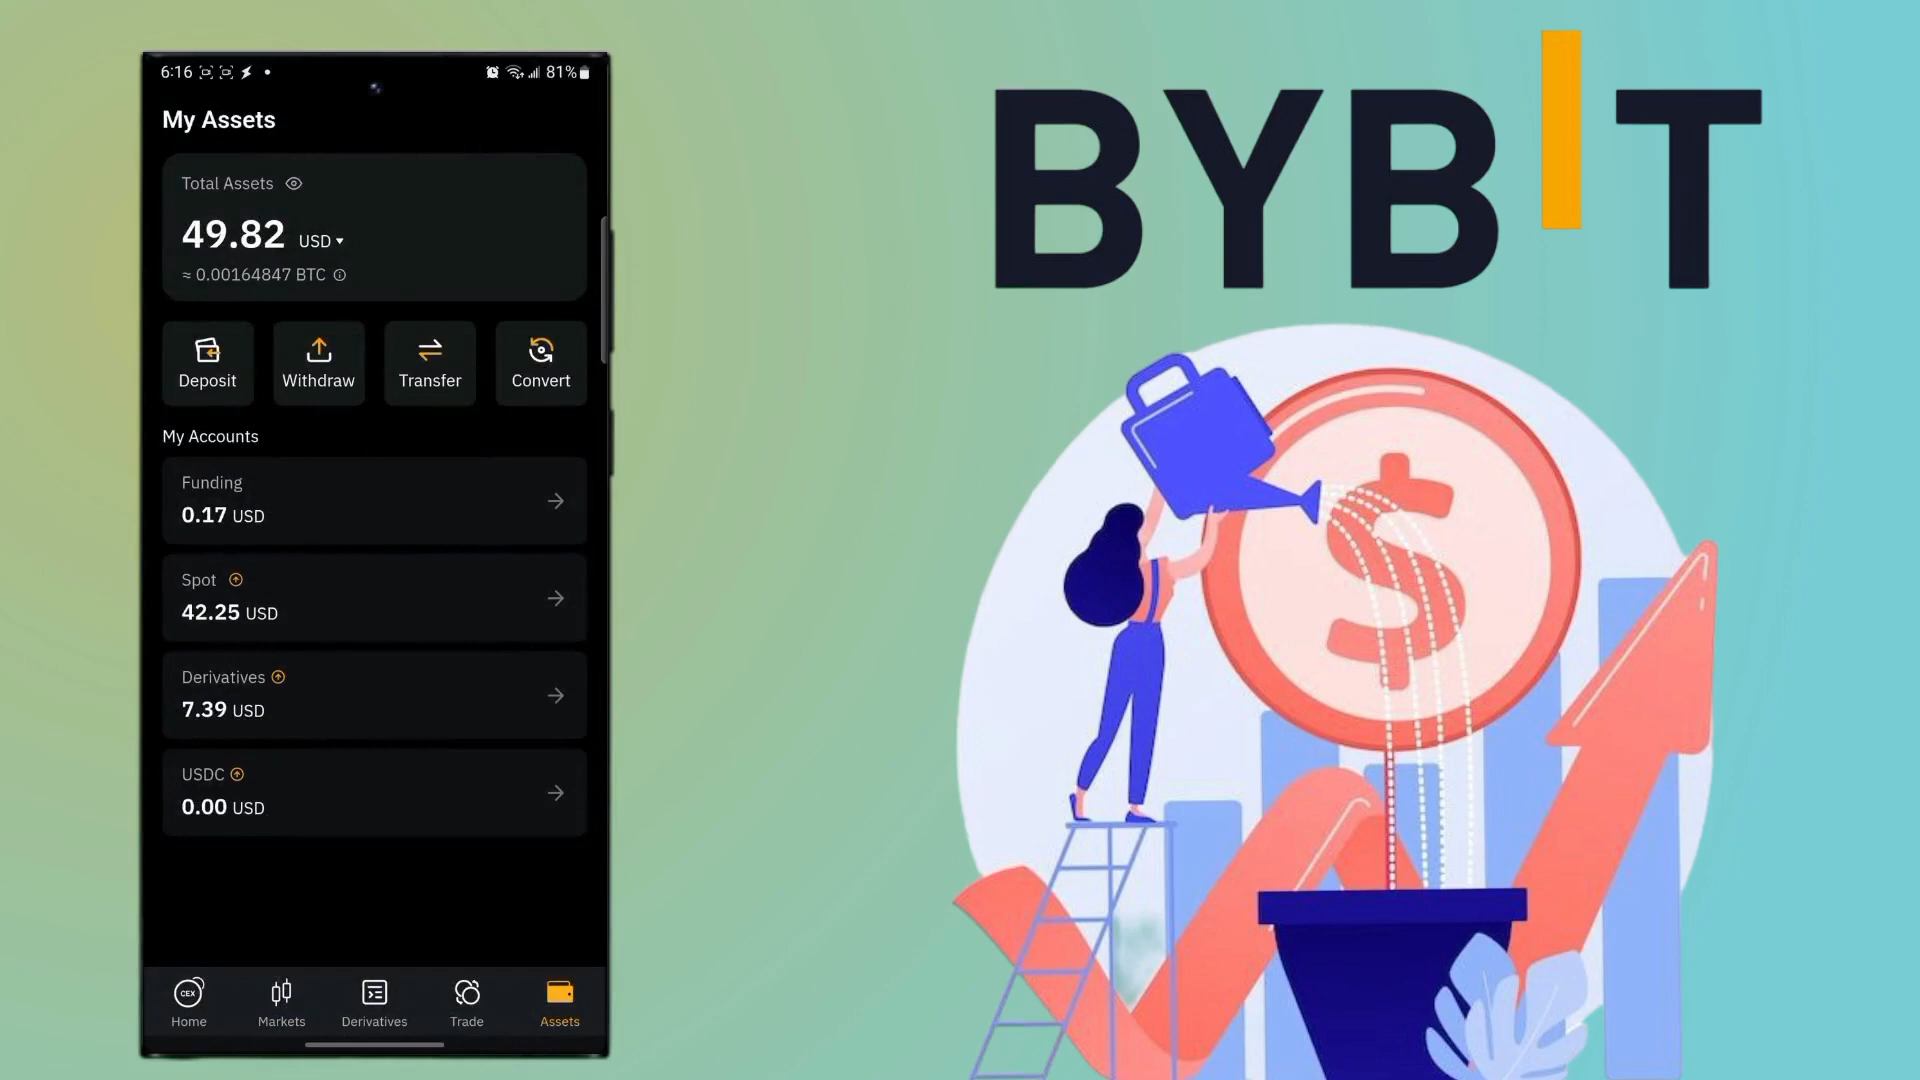 6:16
81%
My Assets
Total Assets
49.82 USD
≈ 0.00164847 BTC
Deposit
Withdraw
Transfer
Convert
My Accounts
Funding
0.17 USD
Spot
42.25 USD
Derivatives
7.39 USD
USDC
0.00 USD
CEX
Home
Markets
Derivatives
Trade
Assets
BYBIT
$